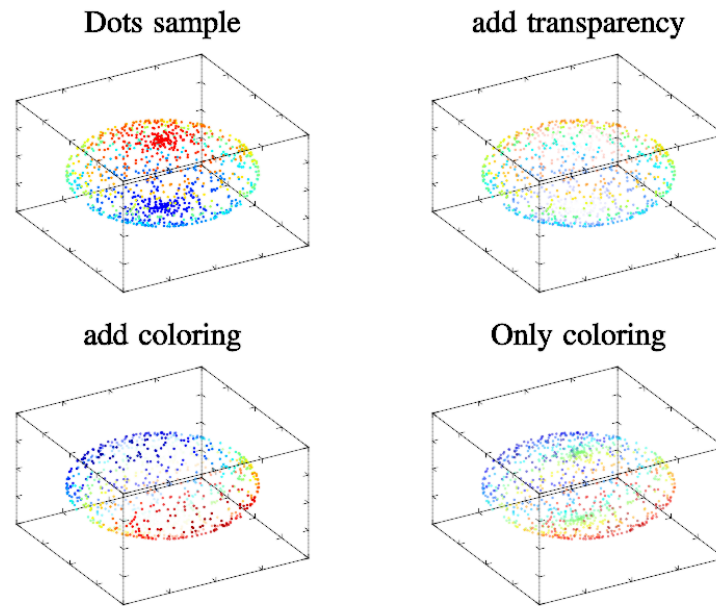 Dots sample
add transparency
add coloring
Only coloring